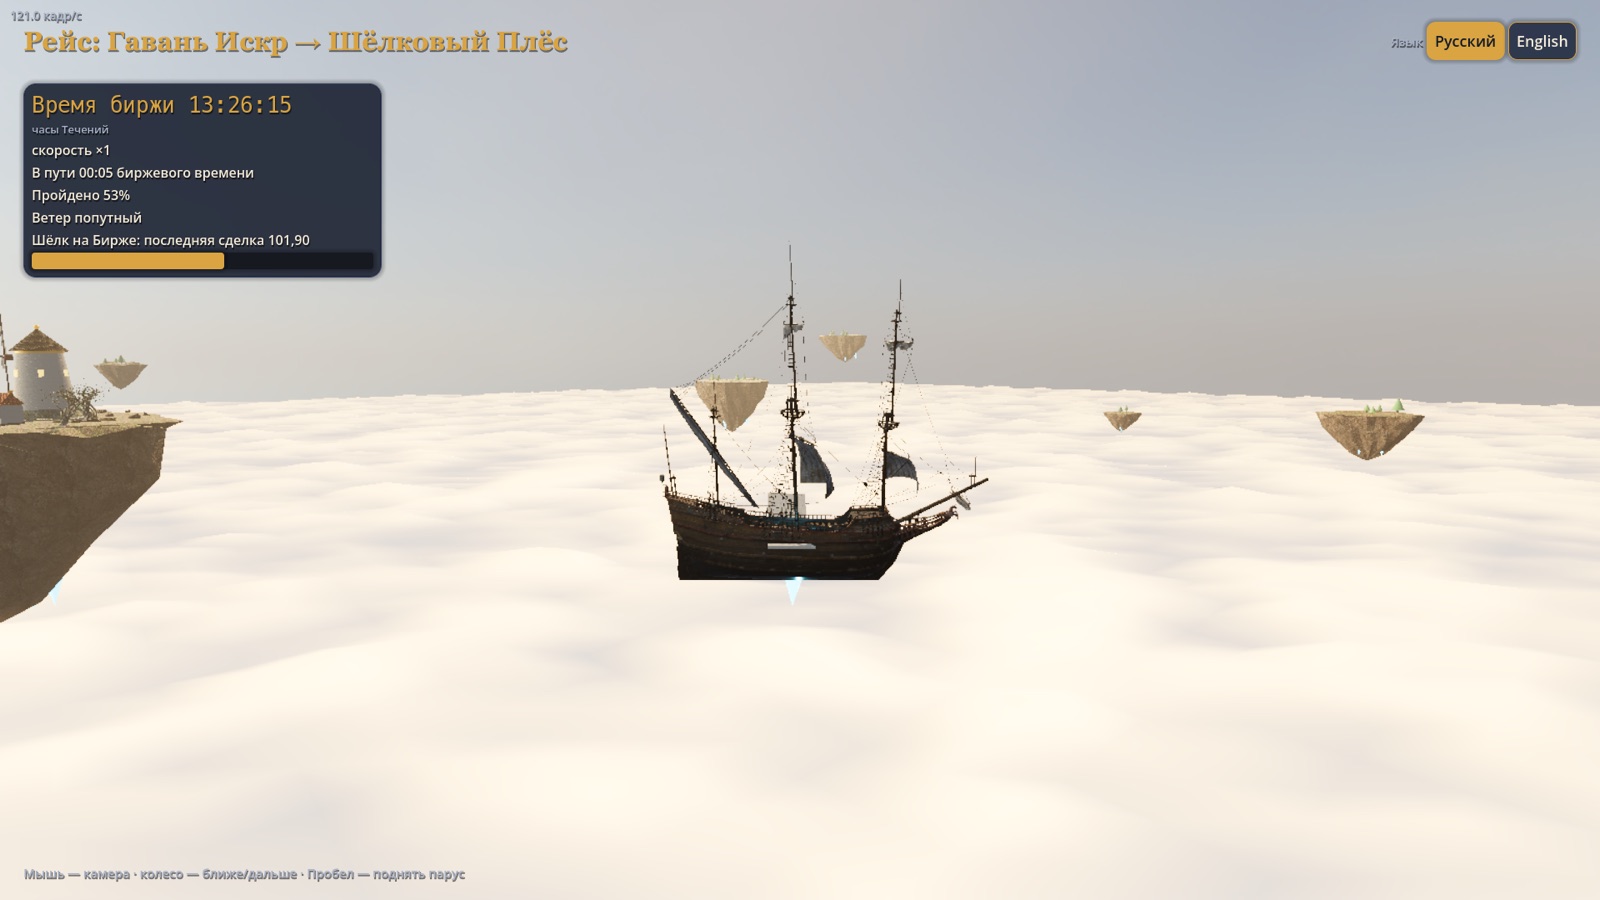 121.0 кадр/с
Рейс: Гавань Искр → Шёлковый Плёс
Язык Русский English
Время биржи 13:26:15
часы Течений
скорость ×1
В пути 00:05 биржевого времени
Пройдено 53%
Ветер попутный
Шёлк на Бирже: последняя сделка 101,90
Мышь — камера · колесо — ближе/дальше · Пробел — поднять парус